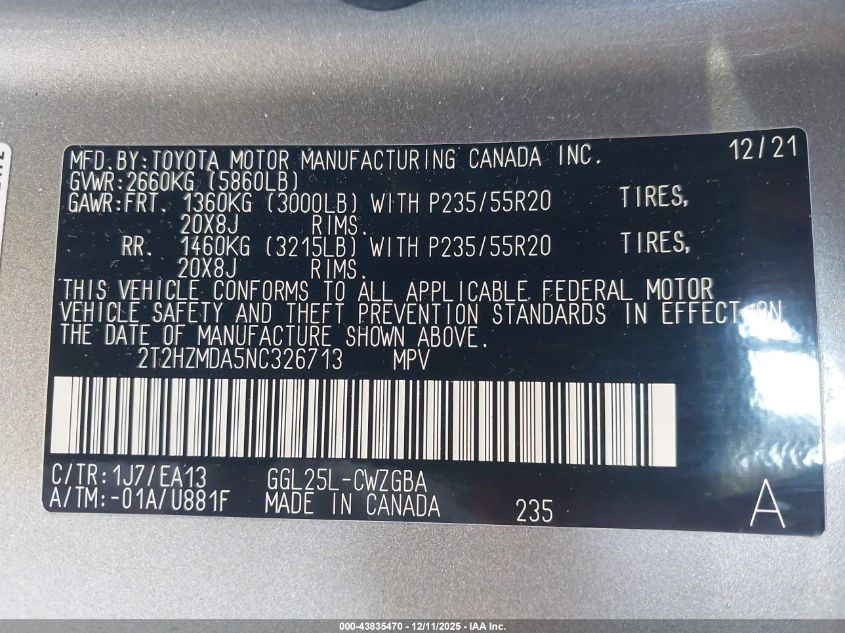 MFD. BY: TOYOTA MOTOR MANUFACTURING CANADA INC. 12/21
GVWR: 2660KG (5860LB)
GAWR: FRT. 1360KG (3000LB) WITH P235/55R20 TIRES,
20X8J RIMS.
RR. 1460KG (3215LB) WITH P235/55R20 TIRES,
20X8J RIMS.
THIS VEHICLE CONFORMS TO ALL APPLICABLE FEDERAL MOTOR
VEHICLE SAFETY AND THEFT PREVENTION STANDARDS IN EFFECT ON
THE DATE OF MANUFACTURE SHOWN ABOVE.
2T2HZMDA5NC326713 MPV
C/TR: 1J7/EA13 GGL25L-CWZGBA
A/TM: -01A/U881F MADE IN CANADA 235 A
000-43835470 - 12/11/2025 - IAA Inc.